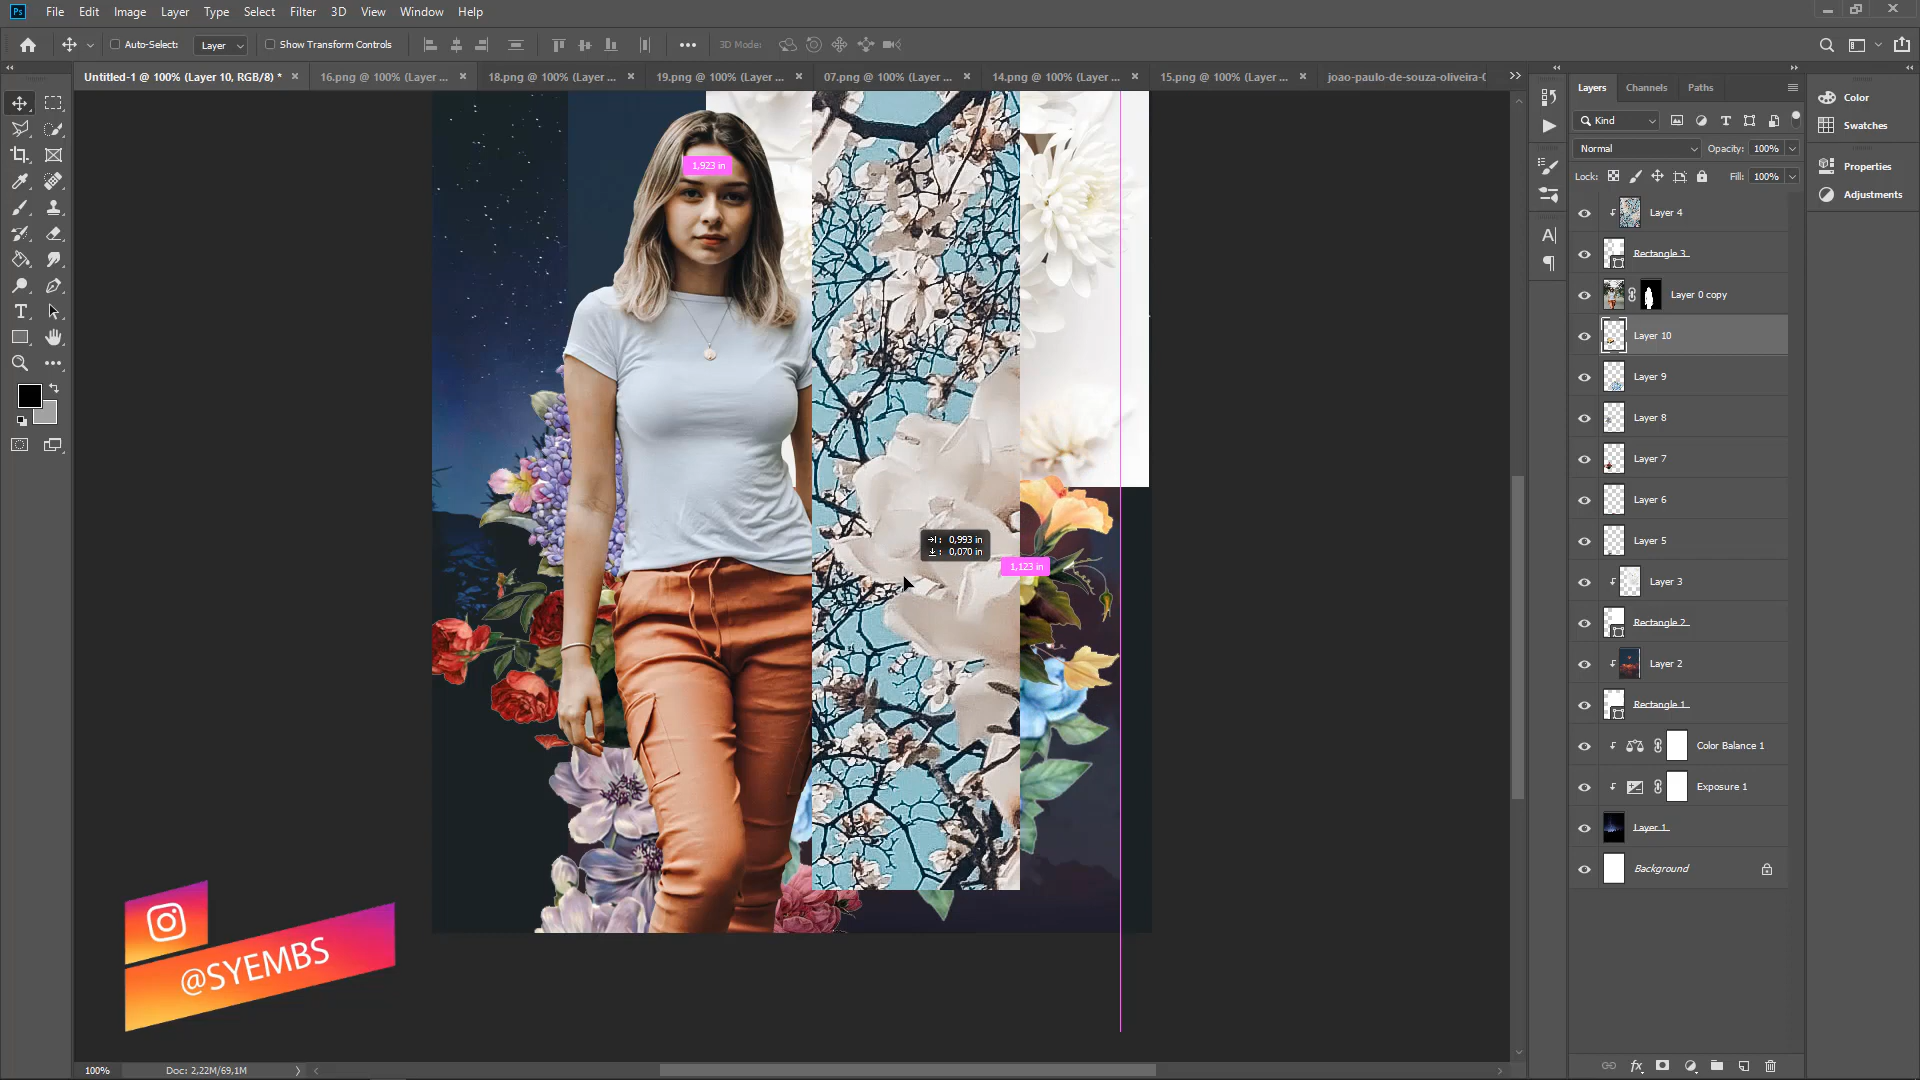 Ps File Edit Image Layer Type Select Filter 3D View Window Help
Auto-Select: Layer Show Transform Controls 3D Mode:
Untitled-1 @ 100% (Layer 10, RGB/8) * 16.png @ 100% (Layer ... 18.png @ 100% (Layer ... 19.png @ 100% (Layer ... 07.png @ 100% (Layer ... 14.png @ 100% (Layer ... 15.png @ 100% (Layer ... joao-paulo-de-souza-oliveira-
Layers Channels Paths
Color
Swatches
Properties
Adjustments
Kind
Normal Opacity: 100%
Lock: Fill: 100%
Layer 4
Rectangle 3
Layer 0 copy
Layer 10
Layer 9
Layer 8
Layer 7
Layer 6
Layer 5
Layer 3
Rectangle 2
Layer 2
Rectangle 1
Color Balance 1
Exposure 1
Layer 1
Background
1,923 in
0,993 in
0,070 in
1,123 in
@SYEMBS
100% Doc: 2,22M/69,1M